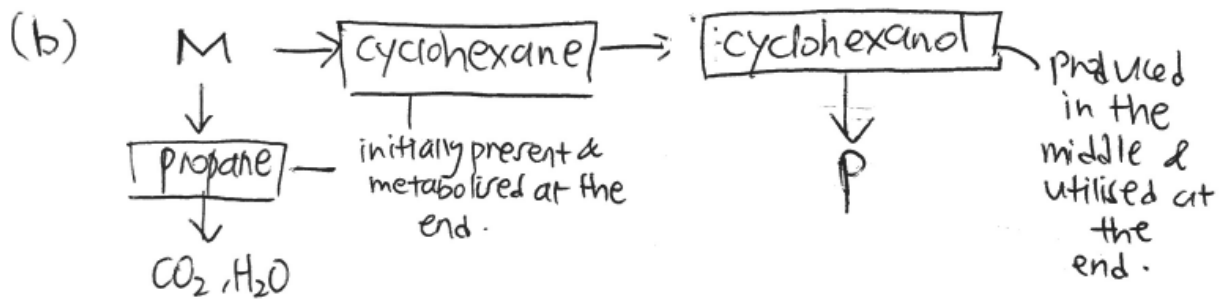 (b) M → cyclohexane → cyclohexanol
propane
CO₂, H₂O
initially present &
metabolised at the
end.
P
produced
in the
middle &
utilised at
the
end.